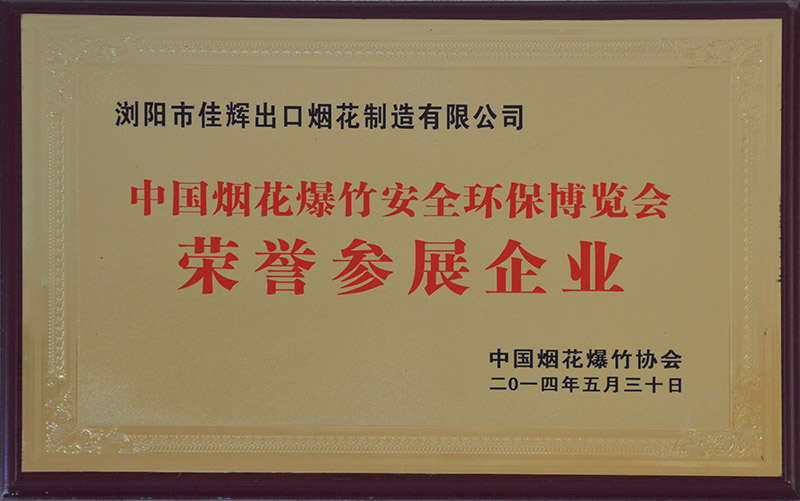 浏阳市佳辉出口烟花制造有限公司
中国烟花爆竹安全环保博览会
荣誉参展企业
中国烟花爆竹协会
二0一四年五月三十日